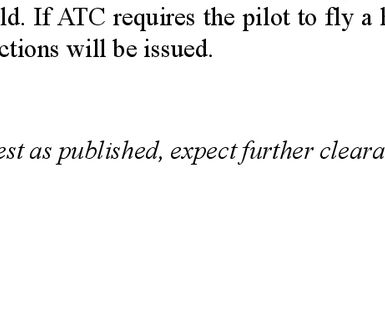 ld. If ATC requires the pilot to fly a
ctions will be issued.
est as published, expect further cleara